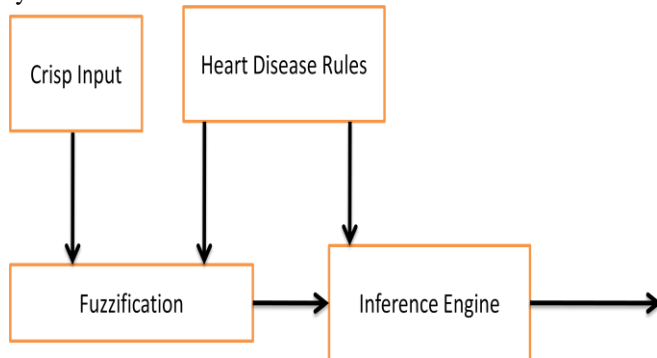 Crisp Input
Heart Disease Rules
Fuzzification
Inference Engine